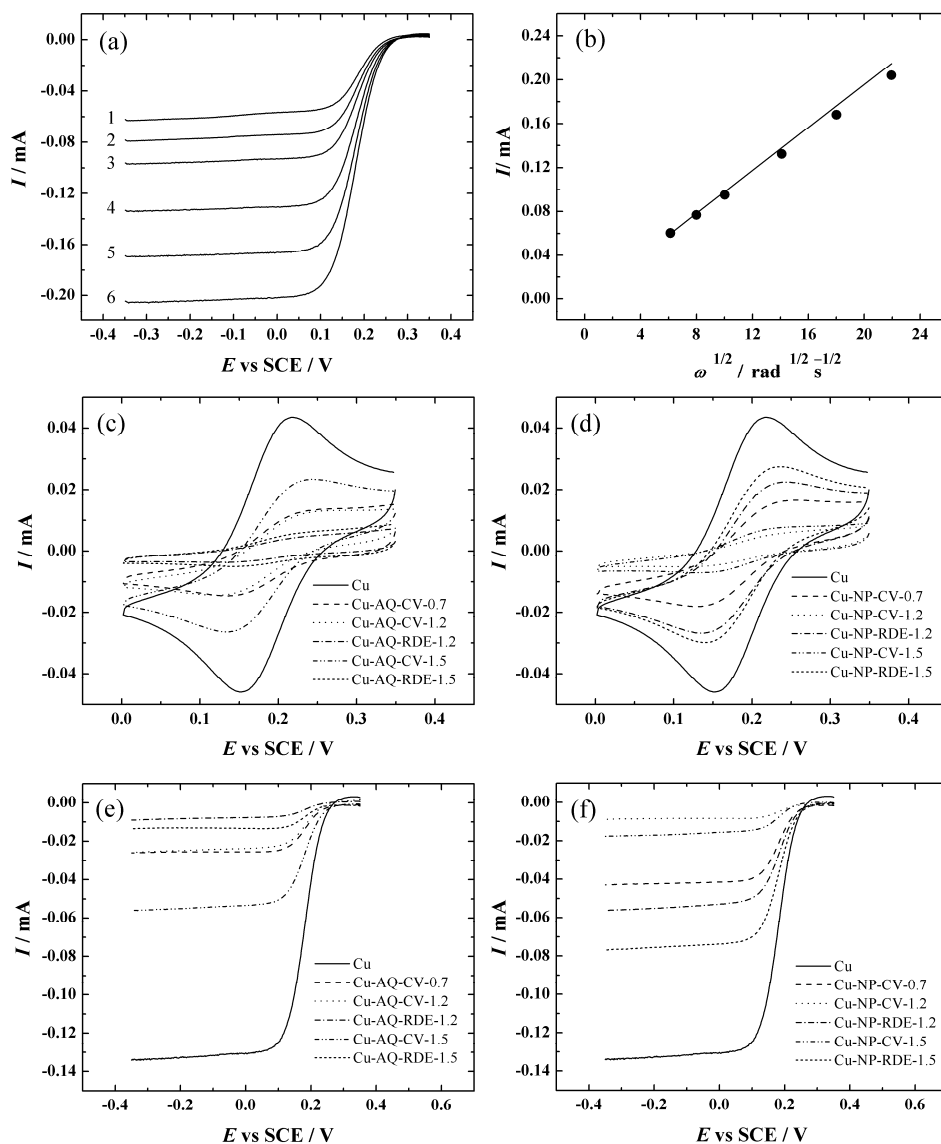 (a)
0.00
-0.04
-0.08
-0.12
-0.16
-0.20
I / mA
1
2
3
4
5
6
-0.4 -0.3 -0.2 -0.1 0.0 0.1 0.2 0.3 0.4
E vs SCE / V
(b)
0.24
0.20
0.16
0.12
0.08
0.04
0.00
I/ mA
0 4 8 12 16 20 24
ω 1/2 / rad 1/2 s -1/2
(c)
0.04
0.02
0.00
-0.02
-0.04
I / mA
Cu
Cu-AQ-CV-0.7
Cu-AQ-CV-1.2
Cu-AQ-RDE-1.2
Cu-AQ-CV-1.5
Cu-AQ-RDE-1.5
0.0 0.1 0.2 0.3 0.4
E vs SCE / V
(d)
0.04
0.02
0.00
-0.02
-0.04
I / mA
Cu
Cu-NP-CV-0.7
Cu-NP-CV-1.2
Cu-NP-RDE-1.2
Cu-NP-CV-1.5
Cu-NP-RDE-1.5
0.0 0.1 0.2 0.3 0.4
E vs SCE / V
(e)
0.00
-0.02
-0.04
-0.06
-0.08
-0.10
-0.12
-0.14
I / mA
Cu
Cu-AQ-CV-0.7
Cu-AQ-CV-1.2
Cu-AQ-RDE-1.2
Cu-AQ-CV-1.5
Cu-AQ-RDE-1.5
-0.4 -0.2 0.0 0.2 0.4 0.6
E vs SCE / V
(f)
0.00
-0.02
-0.04
-0.06
-0.08
-0.10
-0.12
-0.14
I / mA
Cu
Cu-NP-CV-0.7
Cu-NP-CV-1.2
Cu-NP-RDE-1.2
Cu-NP-CV-1.5
Cu-NP-RDE-1.5
-0.4 -0.2 0.0 0.2 0.4 0.6
E vs SCE / V